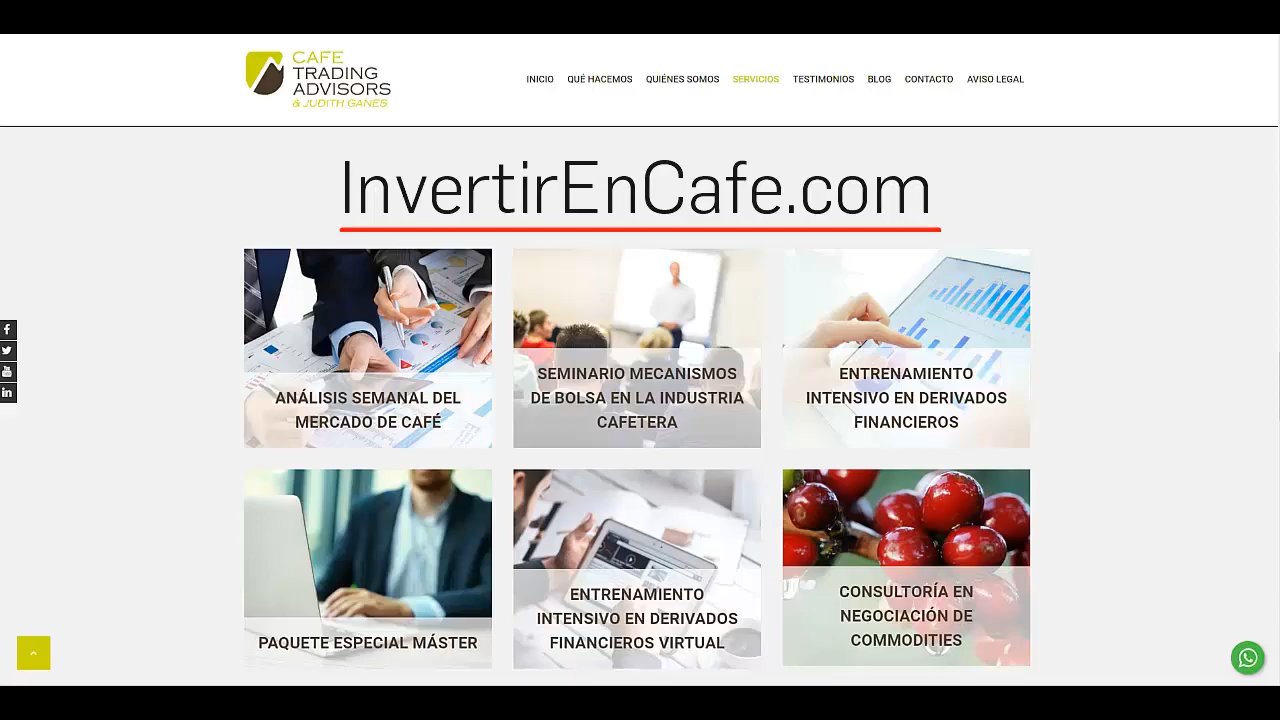 CAFE
TRADING
ADVISORS
& JUDITH GANES
INICIO QUÉ HACEMOS QUIÉNES SOMOS SERVICIOS TESTIMONIOS BLOG CONTACTO AVISO LEGAL
InvertirEnCafe.com
ANÁLISIS SEMANAL DEL
MERCADO DE CAFÉ
SEMINARIO MECANISMOS
DE BOLSA EN LA INDUSTRIA
CAFETERA
ENTRENAMIENTO
INTENSIVO EN DERIVADOS
FINANCIEROS
PAQUETE ESPECIAL MÁSTER
ENTRENAMIENTO
INTENSIVO EN DERIVADOS
FINANCIEROS VIRTUAL
CONSULTORÍA EN
NEGOCIACIÓN DE
COMMODITIES